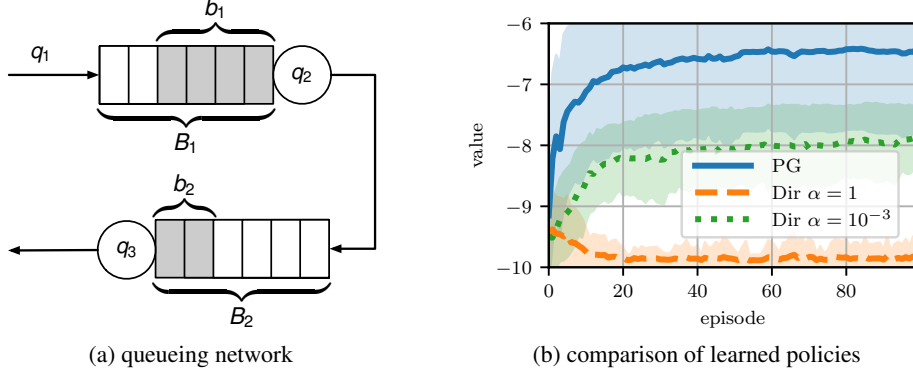 b₁
q₁
q₂
B₁
b₂
q₃
B₂
(a) queueing network
−6
−7
−8
−9
−10
value
PG
Dir α = 1
Dir α = 10⁻³
0 20 40 60 80
episode
(b) comparison of learned policies